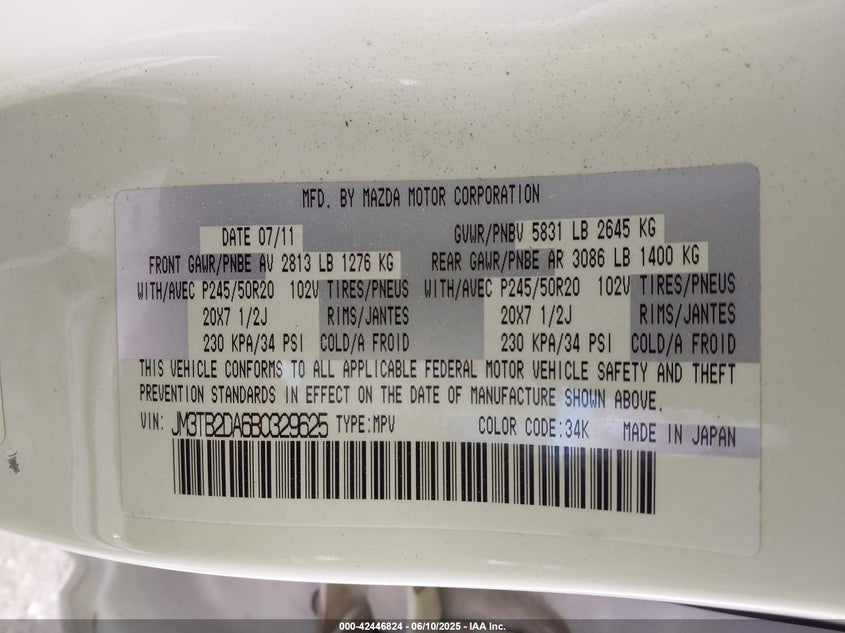 MFD. BY MAZDA MOTOR CORPORATION
DATE 07/11 GVWR/PNBV 5831 LB 2645 KG
FRONT GAWR/PNBE AV 2813 LB 1276 KG REAR GAWR/PNBE AR 3086 LB 1400 KG
WITH/AVEC P245/50R20 102V TIRES/PNEUS WITH/AVEC P245/50R20 102V TIRES/PNEUS
20X7 1/2J RIMS/JANTES 20X7 1/2J RIMS/JANTES
230 KPA/34 PSI COLD/A FROID 230 KPA/34 PSI COLD/A FROID
THIS VEHICLE CONFORMS TO ALL APPLICABLE FEDERAL MOTOR VEHICLE SAFETY AND THEFT
PREVENTION STANDARDS IN EFFECT ON THE DATE OF MANUFACTURE SHOWN ABOVE.
VIN: JM3TB2DA6B0329625 TYPE:MPV COLOR CODE:34K MADE IN JAPAN
000-42446824 - 06/10/2025 - IAA Inc.